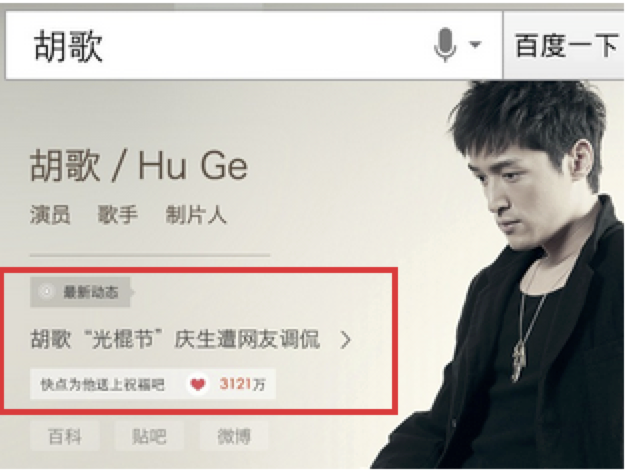 胡歌 百度一下
胡歌 / Hu Ge
演员 歌手 制片人
最新动态
胡歌“光棍节”庆生遭网友调侃 >
快点为他送上祝福吧 3121万
百科 贴吧 微博